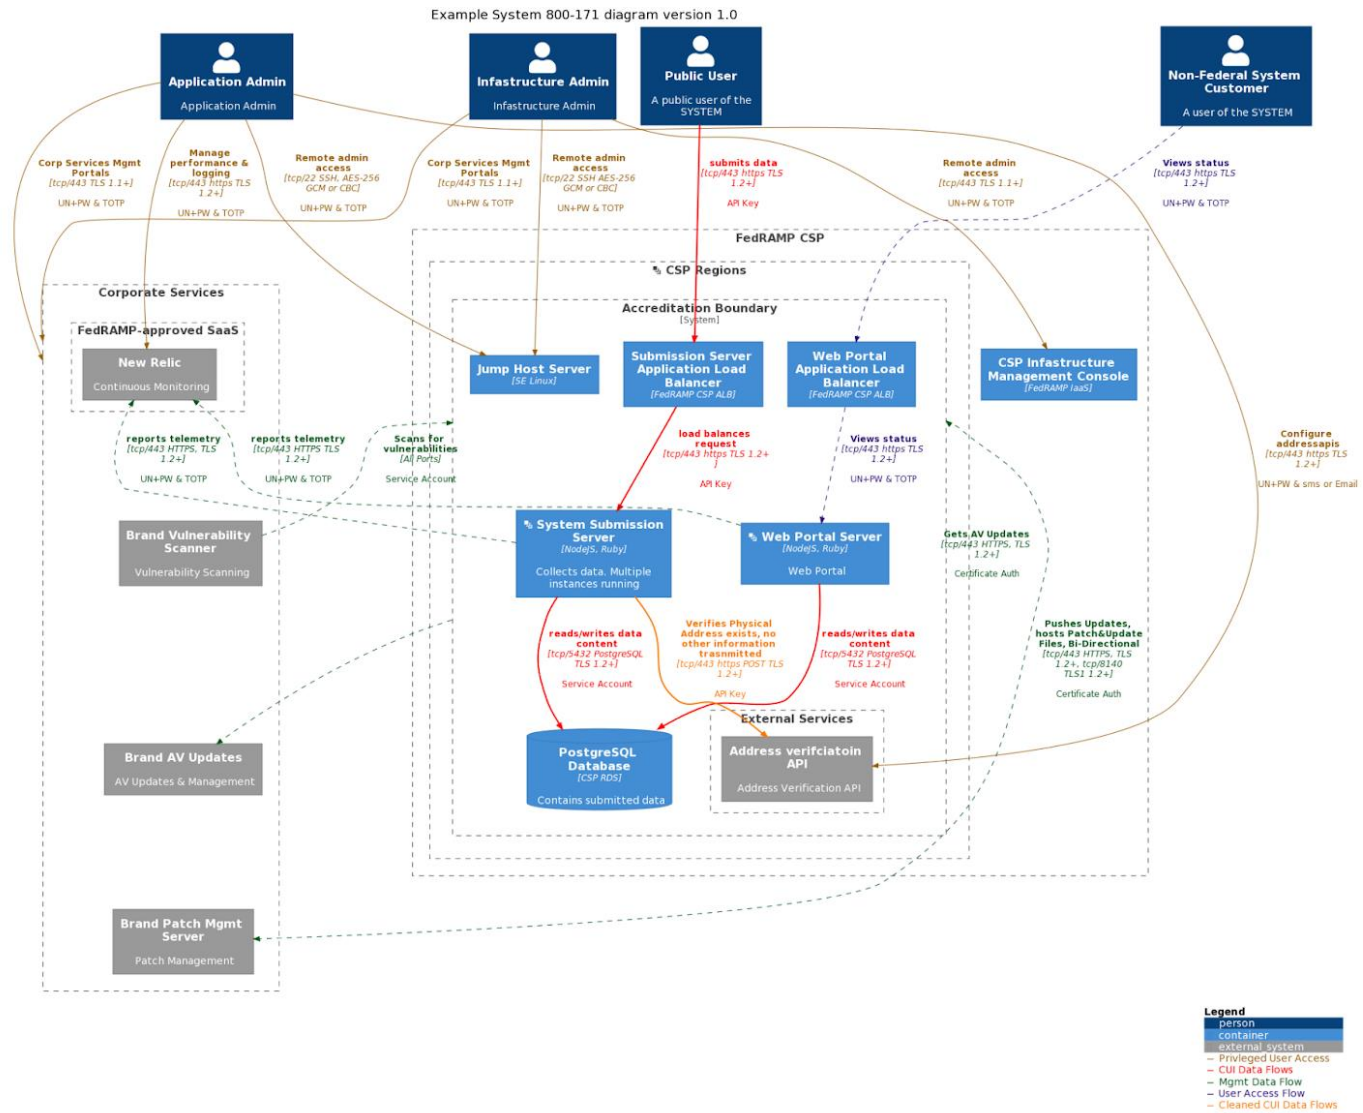 Example System 800-171 diagram version 1.0
Application Admin
Application Admin
Infastructure Admin
Infastructure Admin
Public User
A public user of the
SYSTEM
Non-Federal System
Customer
A user of the SYSTEM
Corp Services Mgmt
Portals
[tcp/443 TLS 1.1+]
UN+PW & TOTP
Manage
performance &
logging
[tcp/443 https TLS
1.2+]
UN+PW & TOTP
Remote admin
access
[tcp/22 SSH, AES-256
GCM or CBC]
UN+PW & TOTP
Corp Services Mgmt
Portals
[tcp/443 TLS 1.1+]
UN+PW & TOTP
Remote admin
access
[tcp/22 SSH AES-256
GCM or CBC]
UN+PW & TOTP
submits data
[tcp/443 https TLS
1.2+]
API Key
Remote admin
access
[tcp/443 TLS 1.1+]
UN+PW & TOTP
Views status
[tcp/443 https TLS
1.2+]
UN+PW & TOTP
FedRAMP CSP
CSP Regions
Accreditation Boundary
[System]
Corporate Services
FedRAMP-approved SaaS
New Relic
Continuous Monitoring
Jump Host Server
[SE Linux]
Submission Server
Application Load
Balancer
[FedRAMP CSP ALB]
Web Portal
Application Load
Balancer
[FedRAMP CSP ALB]
CSP Infastructure
Management Console
[FedRAMP IaaS]
reports telemetry
[tcp/443 HTTPS, TLS
1.2+]
UN+PW & TOTP
reports telemetry
[tcp/443 HTTPS TLS
1.2+]
UN+PW & TOTP
Scans for
vulnerabilities
[All Ports]
Service Account
load balances
request
[tcp/443 https TLS 1.2+
]
API Key
Views status
[tcp/443 https TLS
1.2+]
UN+PW & TOTP
Configure
addressapis
[tcp/443 https TLS
1.2+]
UN+PW & sms or Email
Brand Vulnerability
Scanner
Vulnerability Scanning
System Submission
Server
[NodeJS, Ruby]
Collects data. Multiple
instances running
Web Portal Server
[NodeJS, Ruby]
Web Portal
Gets AV Updates
[tcp/443 HTTPS, TLS
1.2+]
Certificate Auth
reads/writes data
content
[tcp/5432 PostgreSQL
TLS 1.2+]
Service Account
Verifies Physical
Address exists, no
other information
trasnmitted
[tcp/443 https POST TLS
1.2+]
API Key
reads/writes data
content
[tcp/5432 PostgreSQL
TLS 1.2+]
Service Account
Pushes Updates,
hosts Patch&Update
Files, Bi-Directional
[tcp/443 HTTPS, TLS
1.2+, tcp/8140
TLS1 1.2+]
Certificate Auth
External Services
Brand AV Updates
AV Updates & Management
PostgreSQL
Database
[CSP RDS]
Contains submitted data
Address verifciatoin
API
Address Verification API
Brand Patch Mgmt
Server
Patch Management
Legend
person
container
external_system
Privleged User Access
CUI Data Flows
Mgmt Data Flow
User Access Flow
Cleaned CUI Data Flows